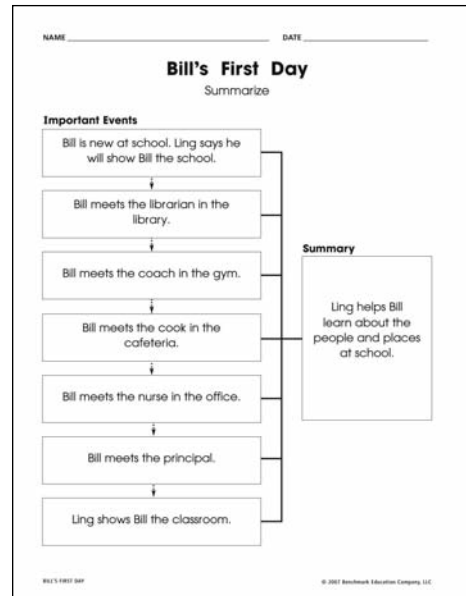 NAME DATE
Bill's First Day
Summarize
Important Events
Bill is new at school. Ling says he
will show Bill the school.
Bill meets the librarian in the
library.
Bill meets the coach in the gym.
Bill meets the cook in the
cafeteria.
Bill meets the nurse in the office.
Bill meets the principal.
Ling shows Bill the classroom.
Summary
Ling helps Bill
learn about the
people and places
at school.
BILL'S FIRST DAY © 2007 Benchmark Education Company, LLC